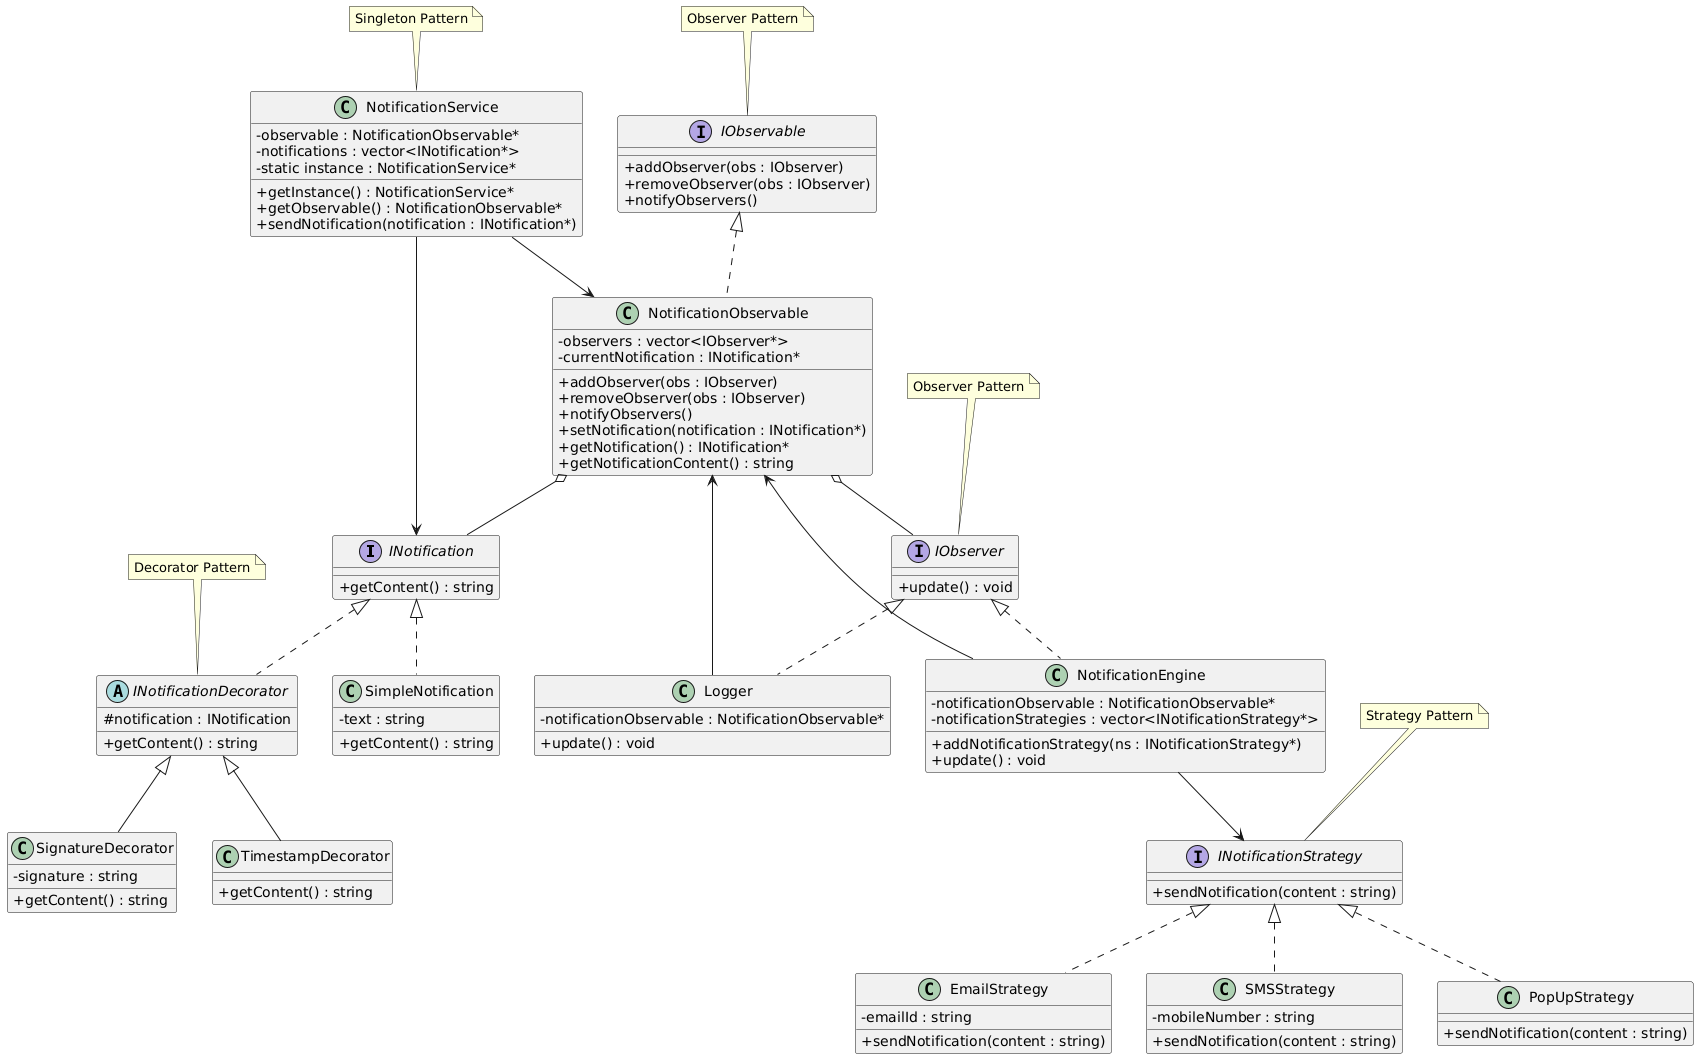 Singleton Pattern
Observer Pattern
C NotificationService
-observable : NotificationObservable*
-notifications : vector<INotification*>
-static instance : NotificationService*
+getInstance() : NotificationService*
+getObservable() : NotificationObservable*
+sendNotification(notification : INotification*)
I IObservable
+addObserver(obs : IObserver)
+removeObserver(obs : IObserver)
+notifyObservers()
C NotificationObservable
-observers : vector<IObserver*>
-currentNotification : INotification*
+addObserver(obs : IObserver)
+removeObserver(obs : IObserver)
+notifyObservers()
+setNotification(notification : INotification*)
+getNotification() : INotification*
+getNotificationContent() : string
Observer Pattern
Decorator Pattern
I INotification
+getContent() : string
I IObserver
+update() : void
A INotificationDecorator
#notification : INotification
+getContent() : string
C SimpleNotification
-text : string
+getContent() : string
C Logger
-notificationObservable : NotificationObservable*
+update() : void
C NotificationEngine
-notificationObservable : NotificationObservable*
-notificationStrategies : vector<INotificationStrategy*>
+addNotificationStrategy(ns : INotificationStrategy*)
+update() : void
Strategy Pattern
C SignatureDecorator
-signature : string
+getContent() : string
C TimestampDecorator
+getContent() : string
I INotificationStrategy
+sendNotification(content : string)
C EmailStrategy
-emailId : string
+sendNotification(content : string)
C SMSStrategy
-mobileNumber : string
+sendNotification(content : string)
C PopUpStrategy
+sendNotification(content : string)